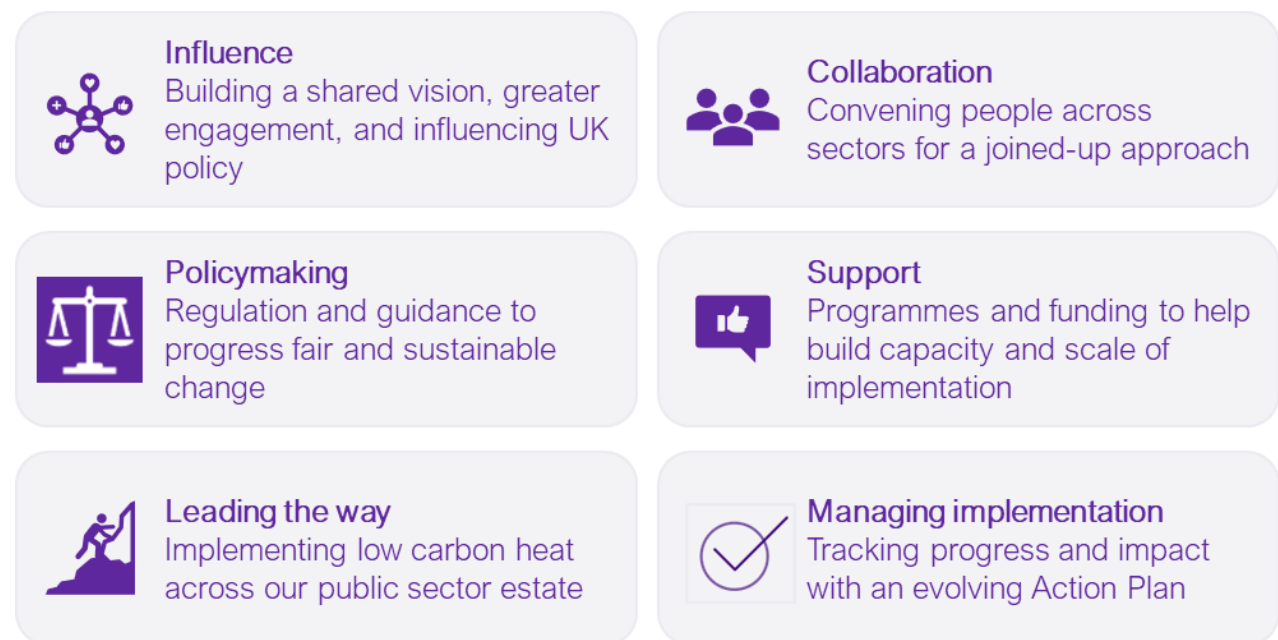 Influence
Building a shared vision, greater
engagement, and influencing UK
policy
Collaboration
Convening people across
sectors for a joined-up approach
Policymaking
Regulation and guidance to
progress fair and sustainable
change
Support
Programmes and funding to help
build capacity and scale of
implementation
Leading the way
Implementing low carbon heat
across our public sector estate
Managing implementation
Tracking progress and impact
with an evolving Action Plan